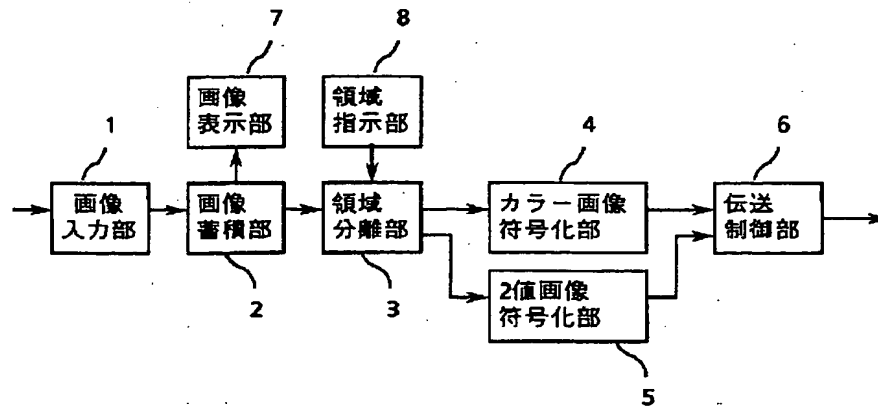 7
8
画像
表示部
領域
指示部
1
4
6
画像
入力部
画像
蓄積部
領域
分離部
カラー画像
符号化部
伝送
制御部
2
3
2値画像
符号化部
5